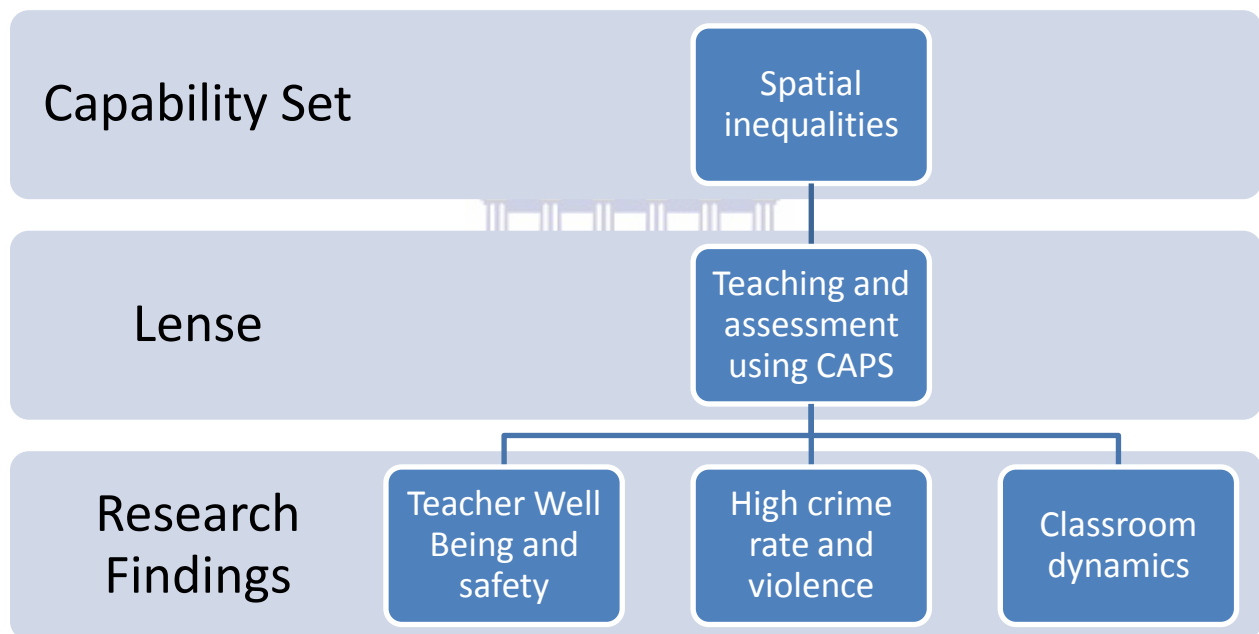 Capability Set
Spatial
inequalities
Lense
Teaching and
assessment
using CAPS
Research
Findings
Teacher Well
Being and
safety
High crime
rate and
violence
Classroom
dynamics